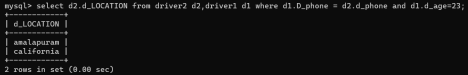 mysql> select d2.d_LOCATION from driver2 d2,driver1 d1 where d1.D_phone = d2.d_phone and d1.d_age=23;
+------------+
| d_LOCATION |
+------------+
| amalapuram |
| california |
+------------+
2 rows in set (0.00 sec)